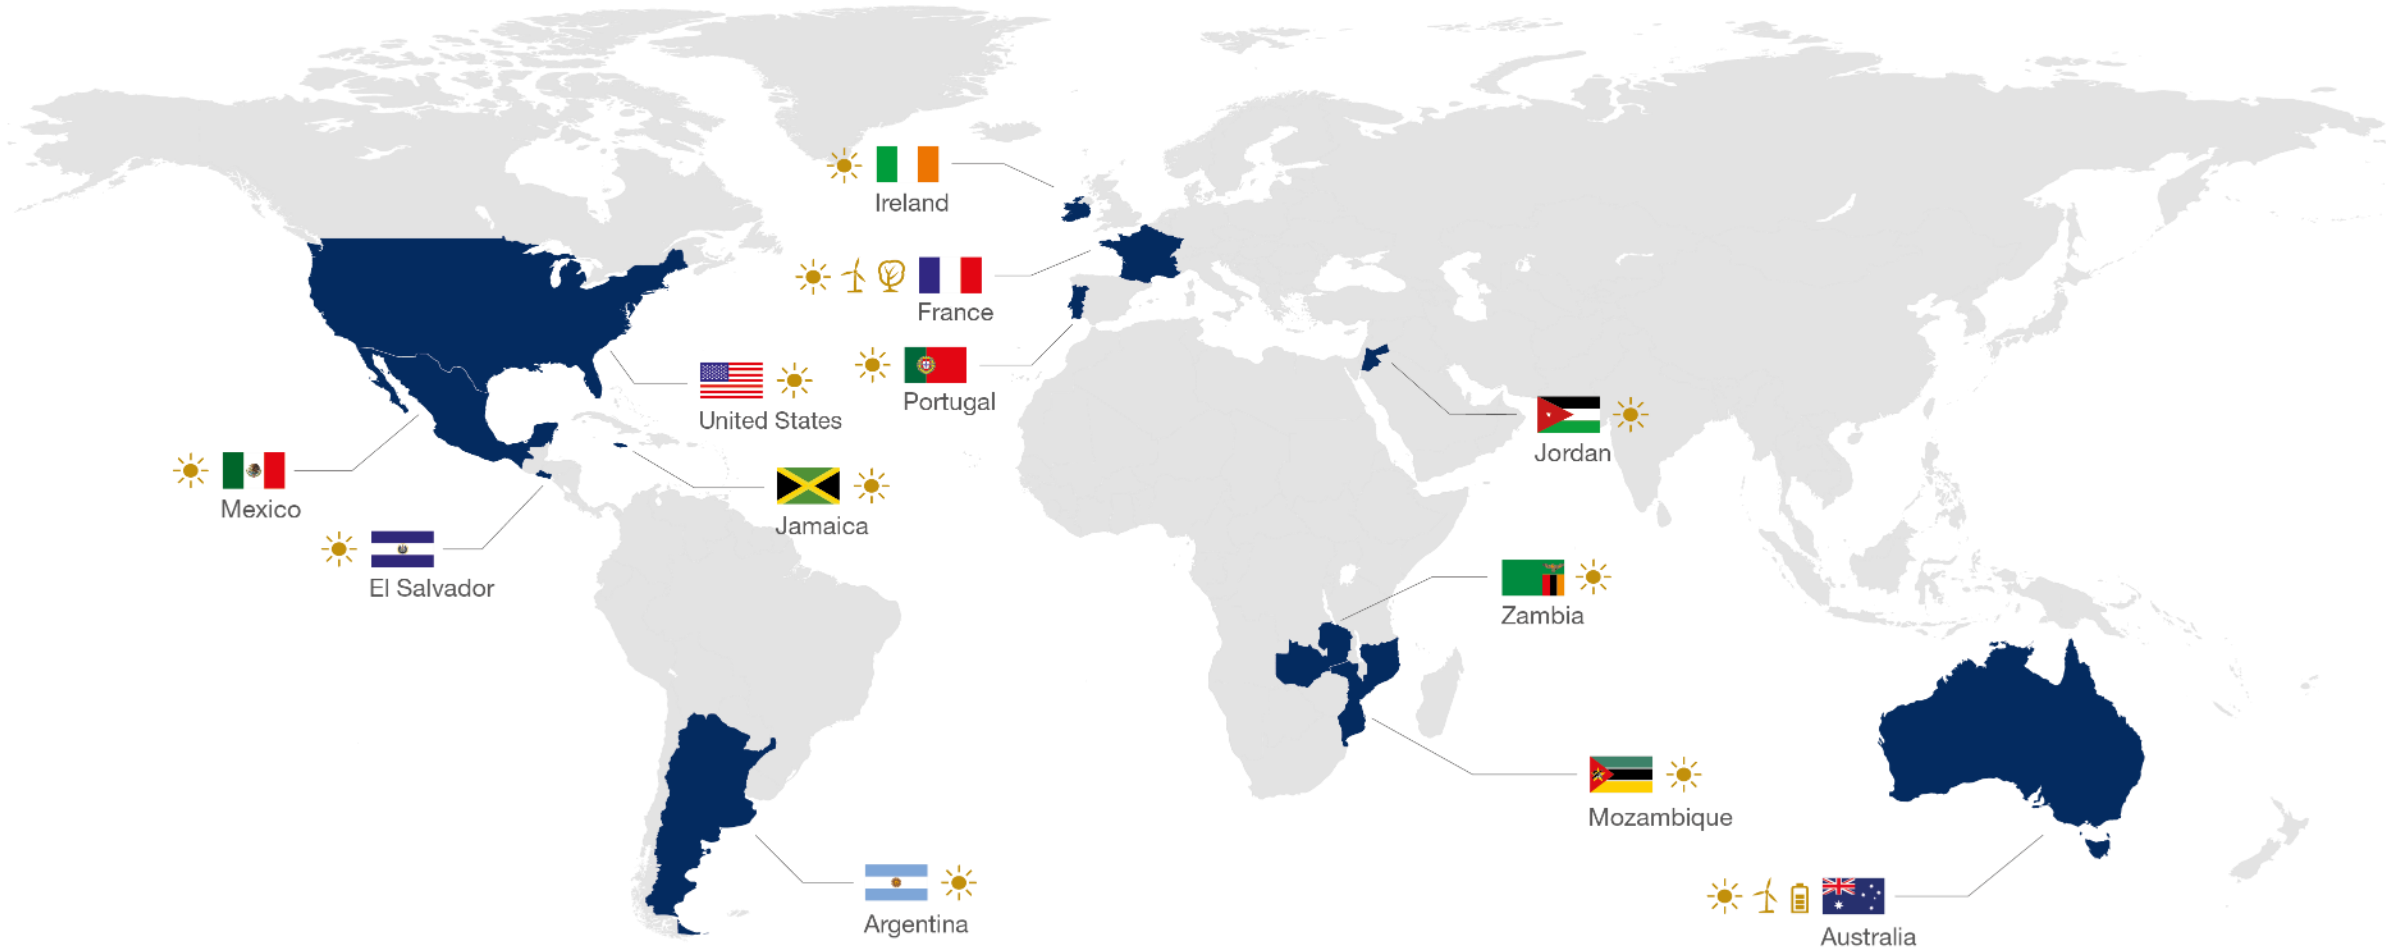 Ireland
France
Portugal
United States
Jordan
Mexico
Jamaica
El Salvador
Zambia
Mozambique
Argentina
Australia